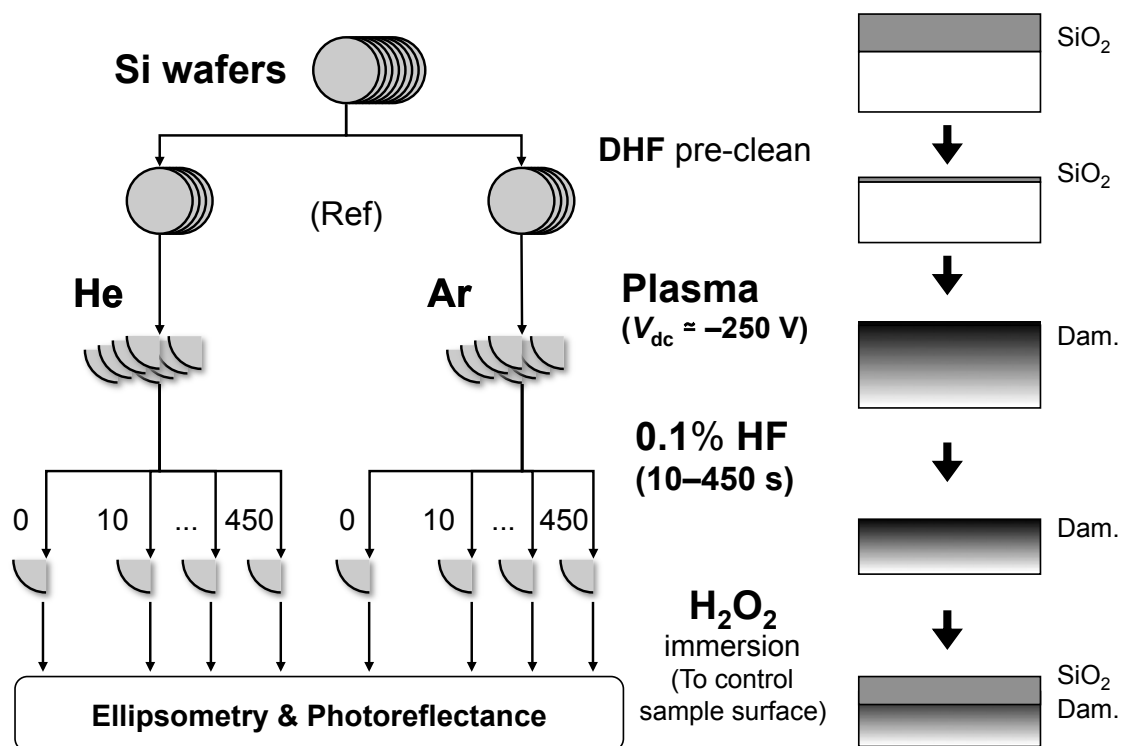 Si wafers
(Ref)
He
Ar
0
10
...
450
0
10
...
450
Ellipsometry & Photoreflectance
DHF pre-clean
Plasma
(V_dc ≃ –250 V)
0.1% HF
(10–450 s)
H₂O₂
immersion
(To control
sample surface)
SiO₂
SiO₂
Dam.
Dam.
SiO₂
Dam.